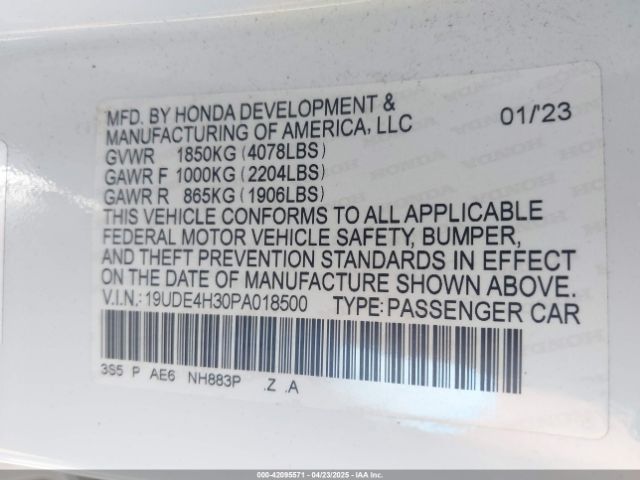 MFD. BY HONDA DEVELOPMENT &
MANUFACTURING OF AMERICA, LLC 01/'23
GVWR 1850KG (4078LBS)
GAWR F 1000KG (2204LBS)
GAWR R 865KG (1906LBS)
THIS VEHICLE CONFORMS TO ALL APPLICABLE
FEDERAL MOTOR VEHICLE SAFETY, BUMPER,
AND THEFT PREVENTION STANDARDS IN EFFECT
ON THE DATE OF MANUFACTURE SHOWN ABOVE.
V.I.N.:19UDE4H30PA018500 TYPE:PASSENGER CAR
3S5 P AE6 NH883P .Z .A
000-42095571 - 04/23/2025 - IAA Inc.